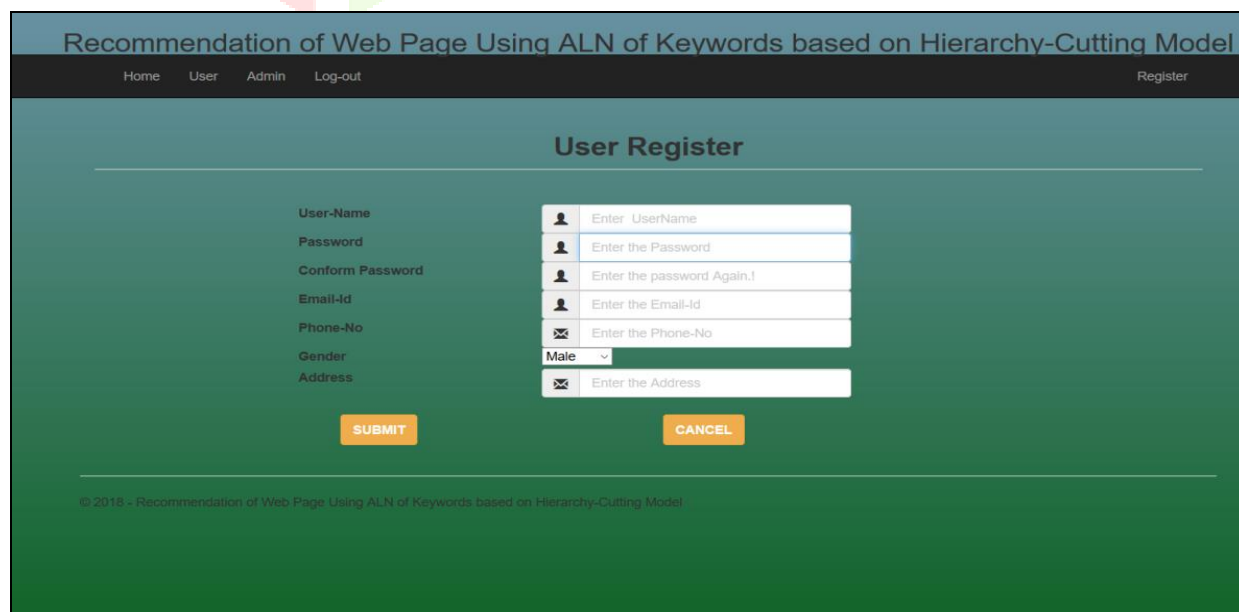 Recommendation of Web Page Using ALN of Keywords based on Hierarchy-Cutting Model
Home User Admin Log-out Register
User Register
User-Name Enter UserName
Password Enter the Password
Conform Password Enter the password Again.!
Email-Id Enter the Email-Id
Phone-No Enter the Phone-No
Gender Male
Address Enter the Address
SUBMIT CANCEL
© 2018 - Recommendation of Web Page Using ALN of Keywords based on Hierarchy-Cutting Model